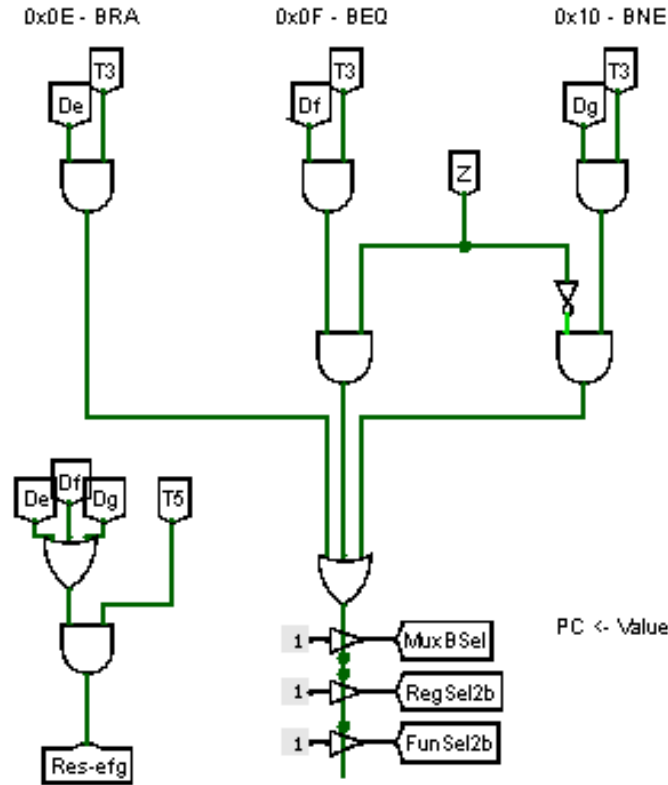 0x0E - BRA
0x0F - BEQ
0x10 - BNE
T3
De
T3
Df
T3
Dg
Z
De
Df
Dg
T5
1
MuxBSel
PC <- Value
1
RegSel2b
1
FunSel2b
Res-efg